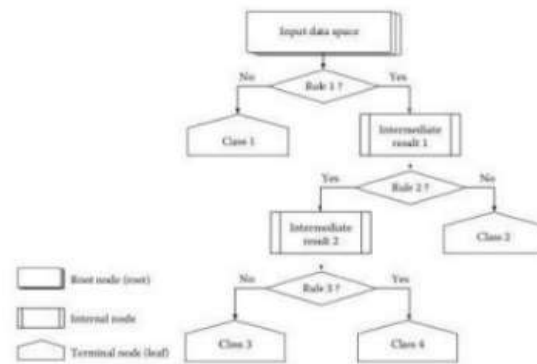 Input data space
No
Rule 1 ?
Yes
Class 1
Intermediate
result 1
Yes
Rule 2 ?
No
Intermediate
result 2
Class 2
Root node (root)
No
Rule 3 ?
Yes
Internal node
Class 3
Class 4
Terminal node (leaf)